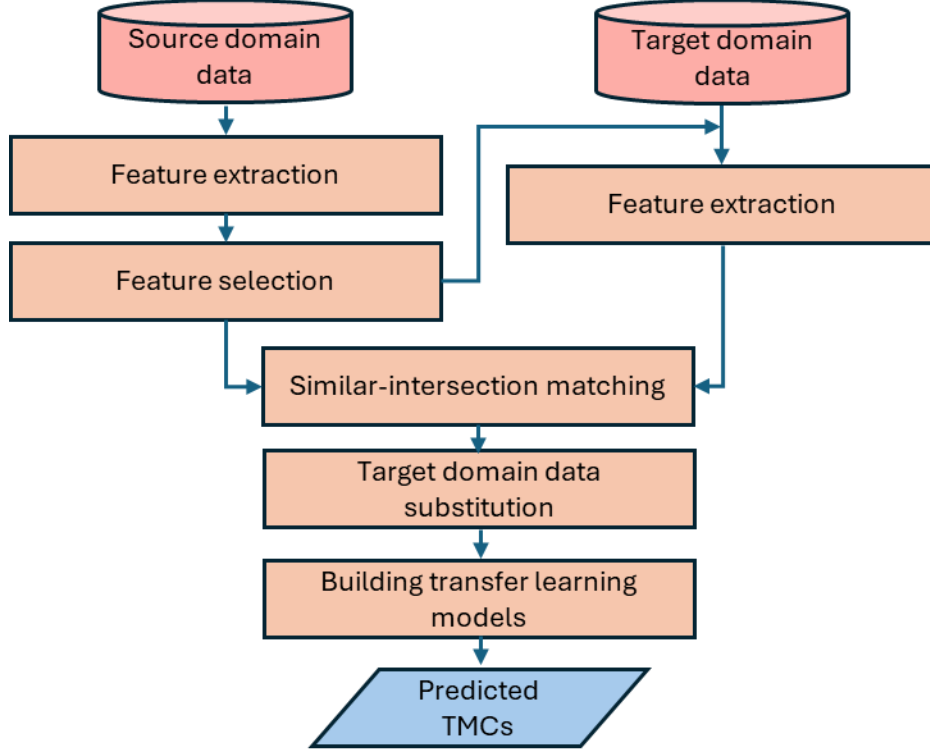 Source domain
data
Target domain
data
Feature extraction
Feature extraction
Feature selection
Similar-intersection matching
Target domain data
substitution
Building transfer learning
models
Predicted
TMCs